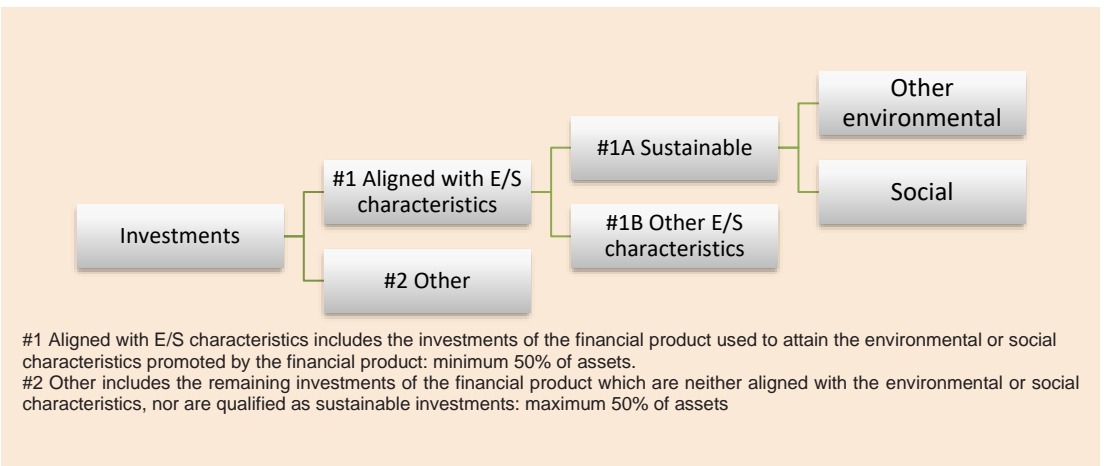 Other
environmental
#1A Sustainable
#1 Aligned with E/S
characteristics
Social
#1B Other E/S
characteristics
Investments
#2 Other
#1 Aligned with E/S characteristics includes the investments of the financial product used to attain the environmental or social
characteristics promoted by the financial product: minimum 50% of assets.
#2 Other includes the remaining investments of the financial product which are neither aligned with the environmental or social
characteristics, nor are qualified as sustainable investments: maximum 50% of assets